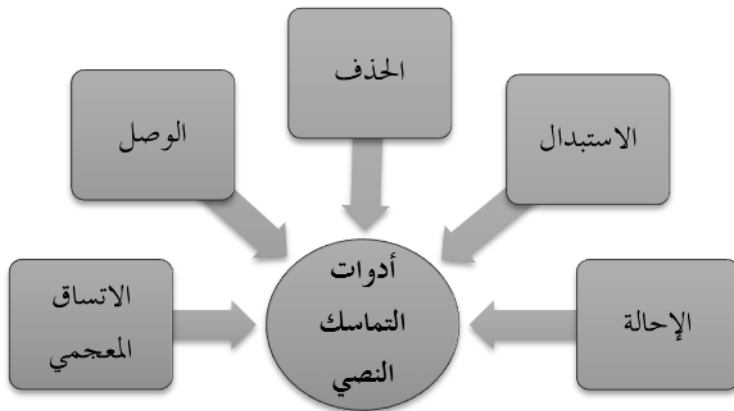 الحذف
الوصل
الاستبدال
أدوات
التماسك
النصي
الاتساق
المعجمي
الإحالة